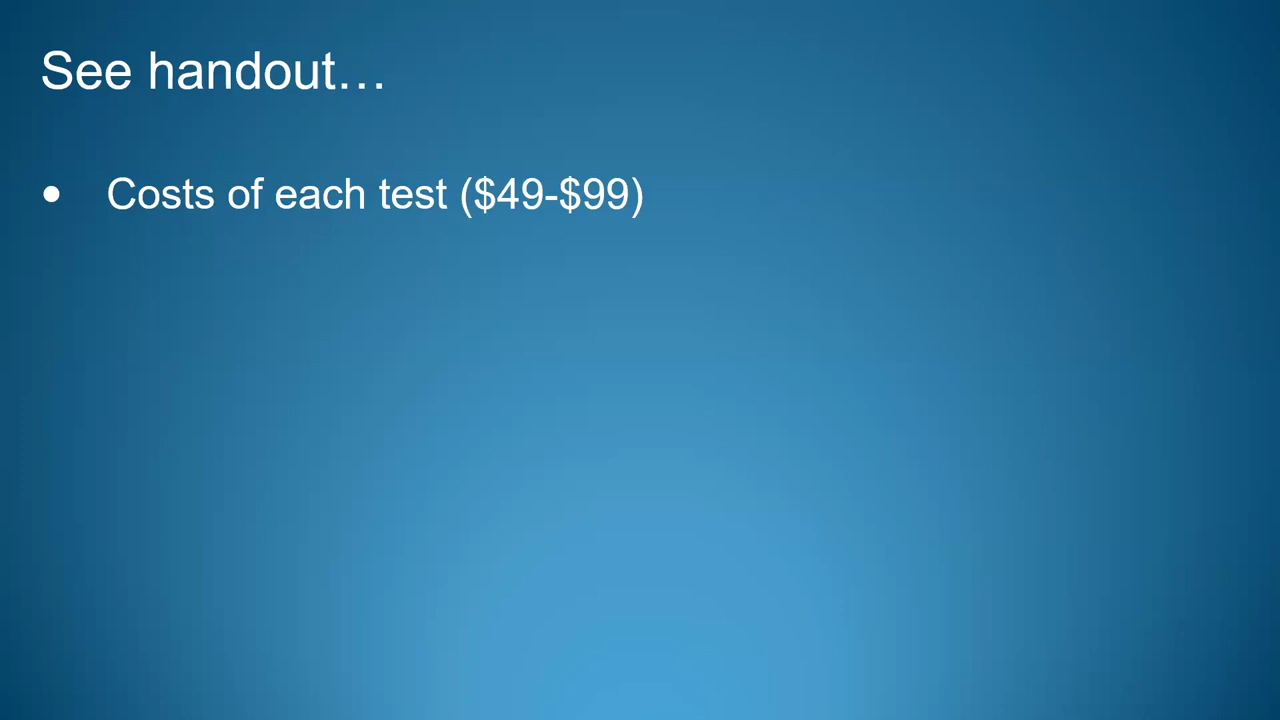 See handout…
● Costs of each test ($49-$99)